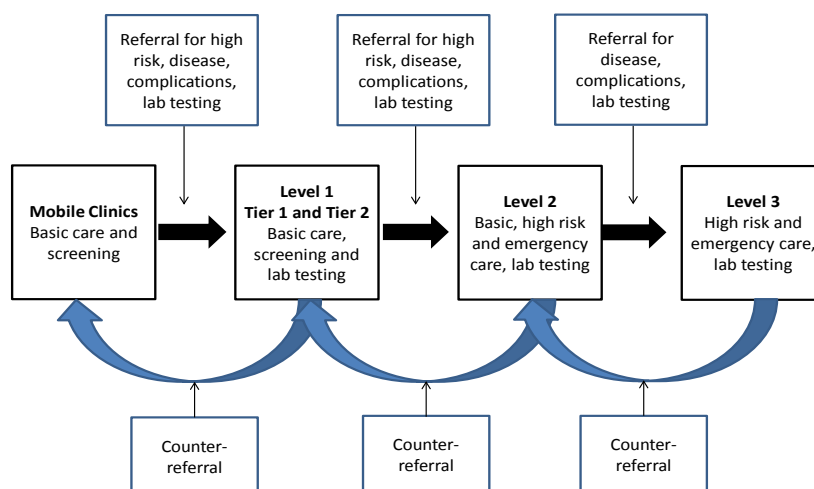 Referral for high
risk, disease,
complications,
lab testing
Referral for high
risk, disease,
complications,
lab testing
Referral for
disease,
complications,
lab testing
Mobile Clinics
Basic care and
screening
Level 1
Tier 1 and Tier 2
Basic care,
screening and
lab testing
Level 2
Basic, high risk
and emergency
care, lab testing
Level 3
High risk and
emergency care,
lab testing
Counter-
referral
Counter-
referral
Counter-
referral